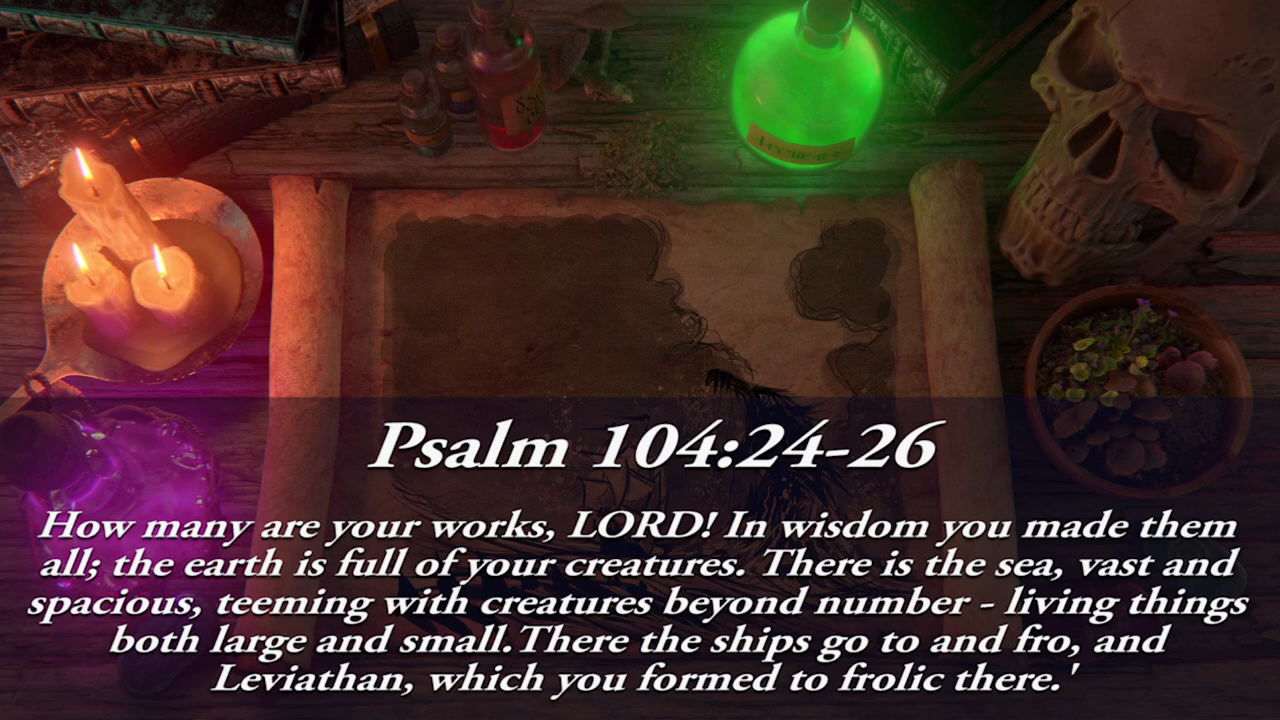 Psalm 104:24-26
How many are your works, LORD! In wisdom you made them
all; the earth is full of your creatures. There is the sea, vast and
spacious, teeming with creatures beyond number - living things
both large and small.There the ships go to and fro, and
Leviathan, which you formed to frolic there.'